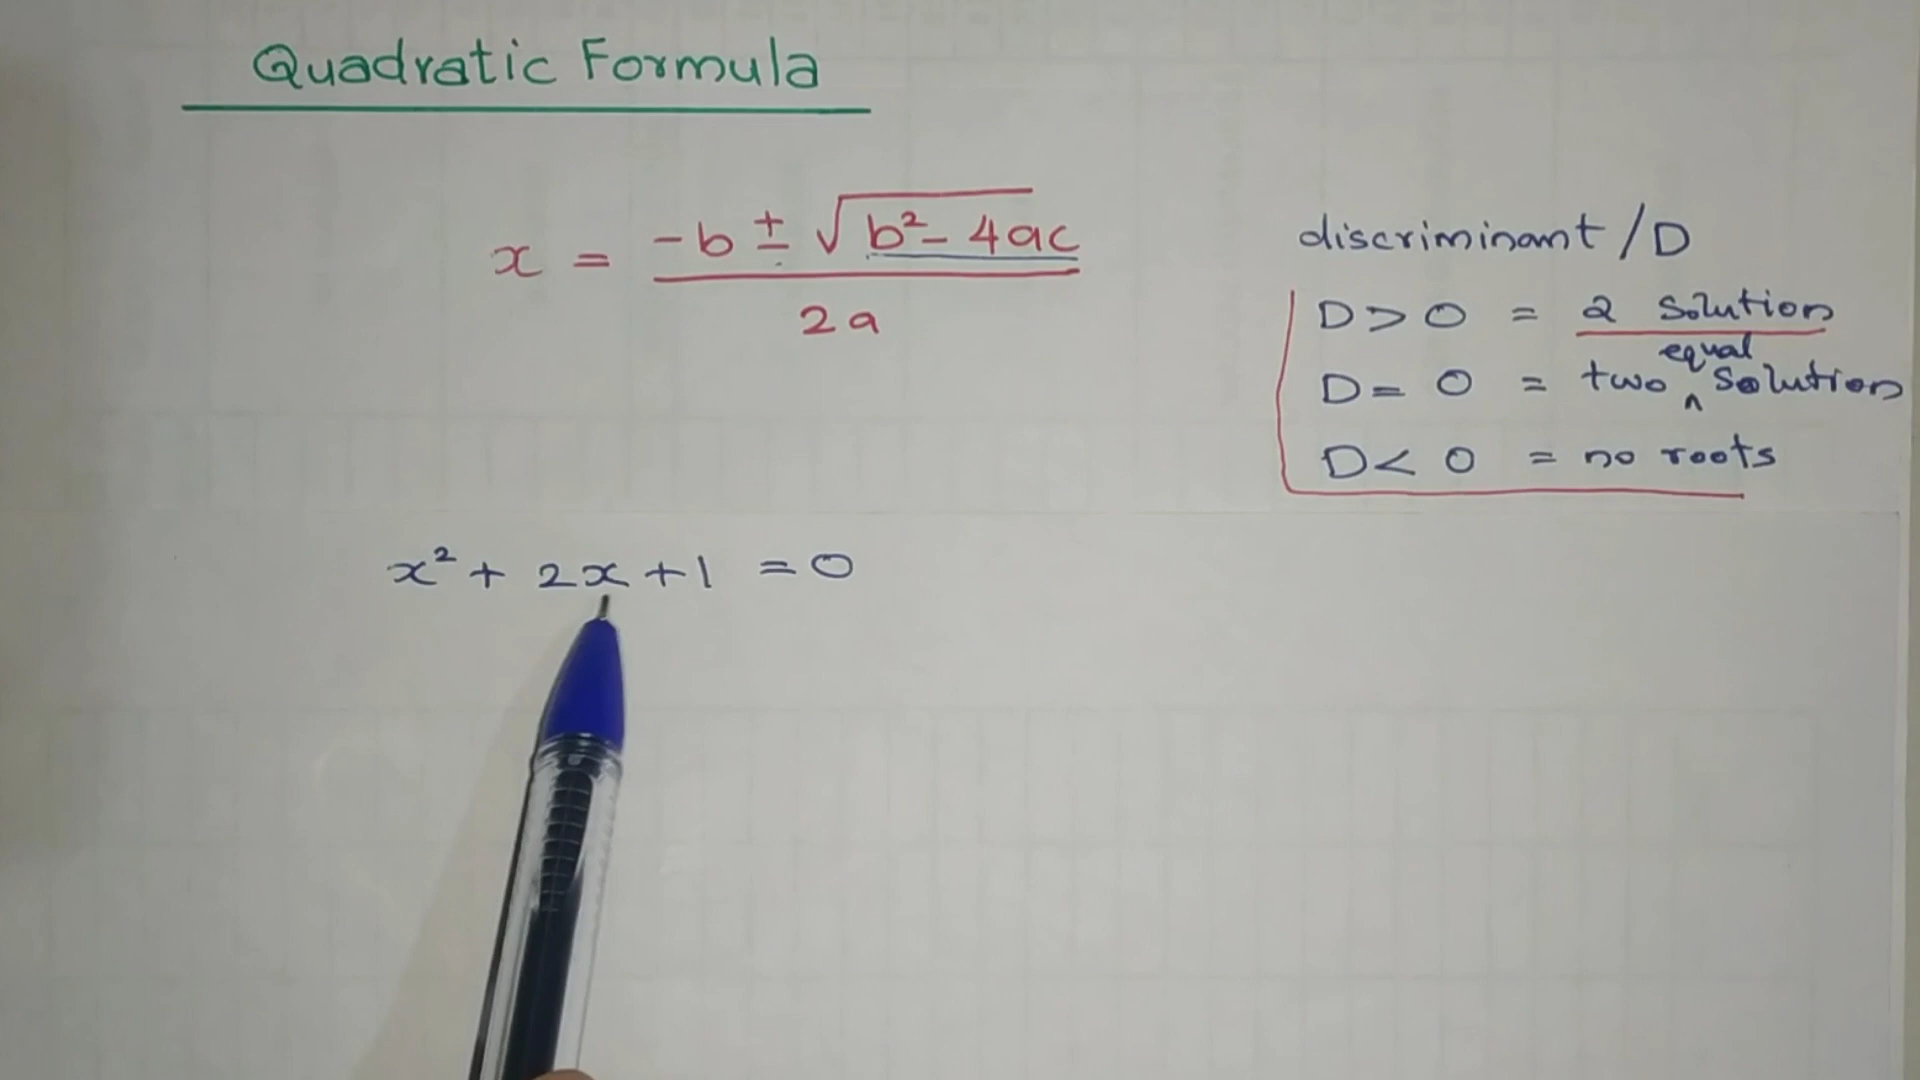 Quadratic Formula
x = -b ± √b² - 4ac / 2a
discriminant / D
D > 0 = 2 solution
D = 0 = two equal solution
D < 0 = no roots
x² + 2x + 1 = 0